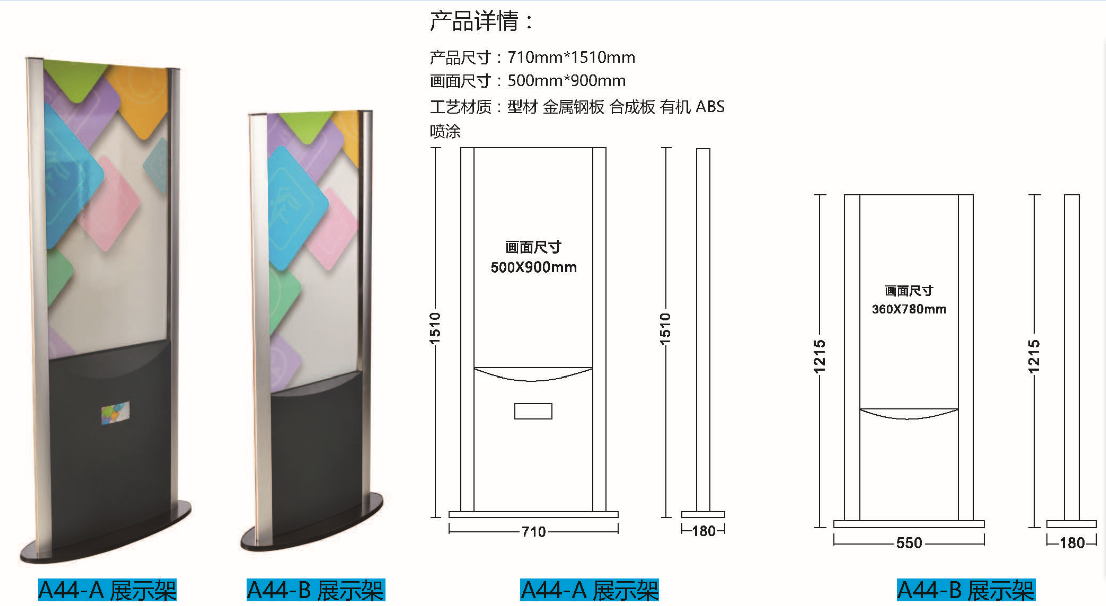 产品详情：
产品尺寸：710mm*1510mm
画面尺寸：500mm*900mm
工艺材质：型材 金属钢板 合成板 有机 ABS
喷涂
画面尺寸
500X900mm
1510
710
1510
180
画面尺寸
360X780mm
1215
550
1215
180
A44-A 展示架
A44-B 展示架
A44-A 展示架
A44-B 展示架